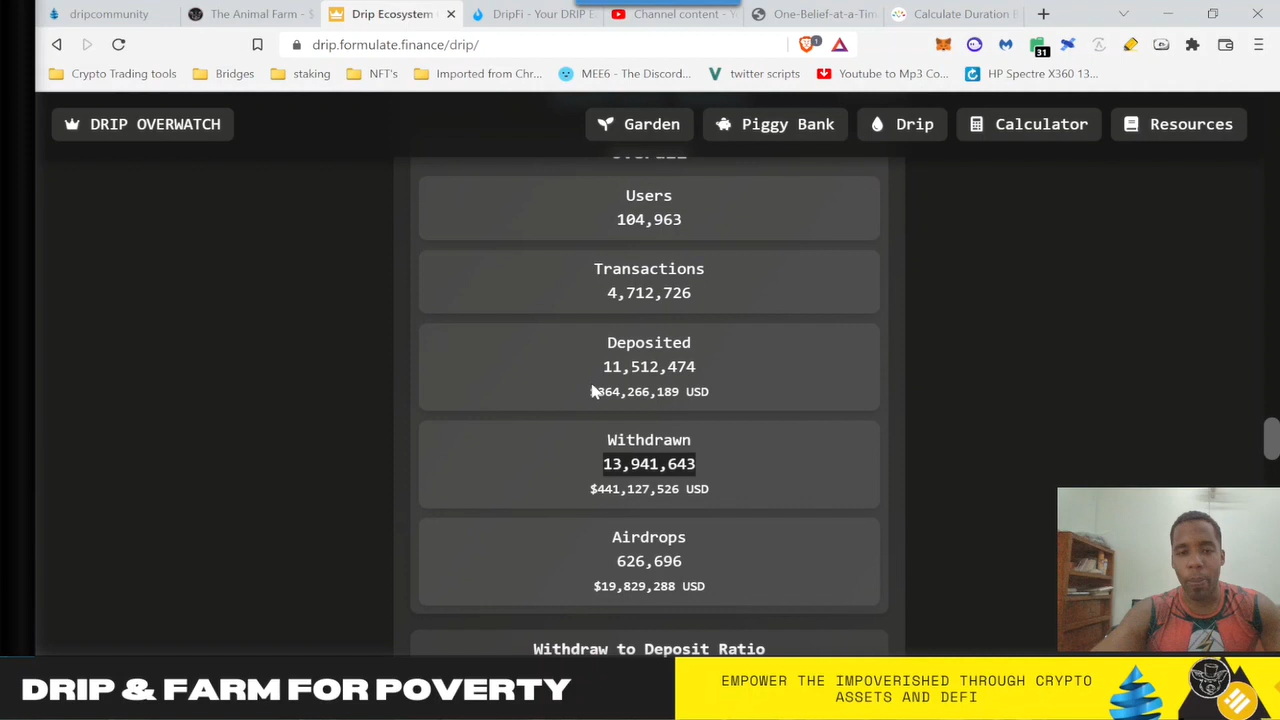 dripcommunity
The Animal Farm - $
Drip Ecosystem
DripFi - Your DRIP E
Channel content - Y
One-Belief-at-a-Tim
Calculate Duration B
drip.formulate.finance/drip/
1
31
Crypto Trading tools
Bridges
staking
NFT's
Imported from Chr...
MEE6 - The Discord...
twitter scripts
Youtube to Mp3 Co...
HP Spectre X360 13...
DRIP OVERWATCH
Garden
Piggy Bank
Drip
Calculator
Resources
Overall
Users
104,963
Transactions
4,712,726
Deposited
11,512,474
$364,266,189 USD
Withdrawn
13,941,643
$441,127,526 USD
Airdrops
626,696
$19,829,288 USD
Withdraw to Deposit Ratio
DRIP & FARM FOR POVERTY
EMPOWER THE IMPOVERISHED THROUGH CRYPTO
ASSETS AND DEFI